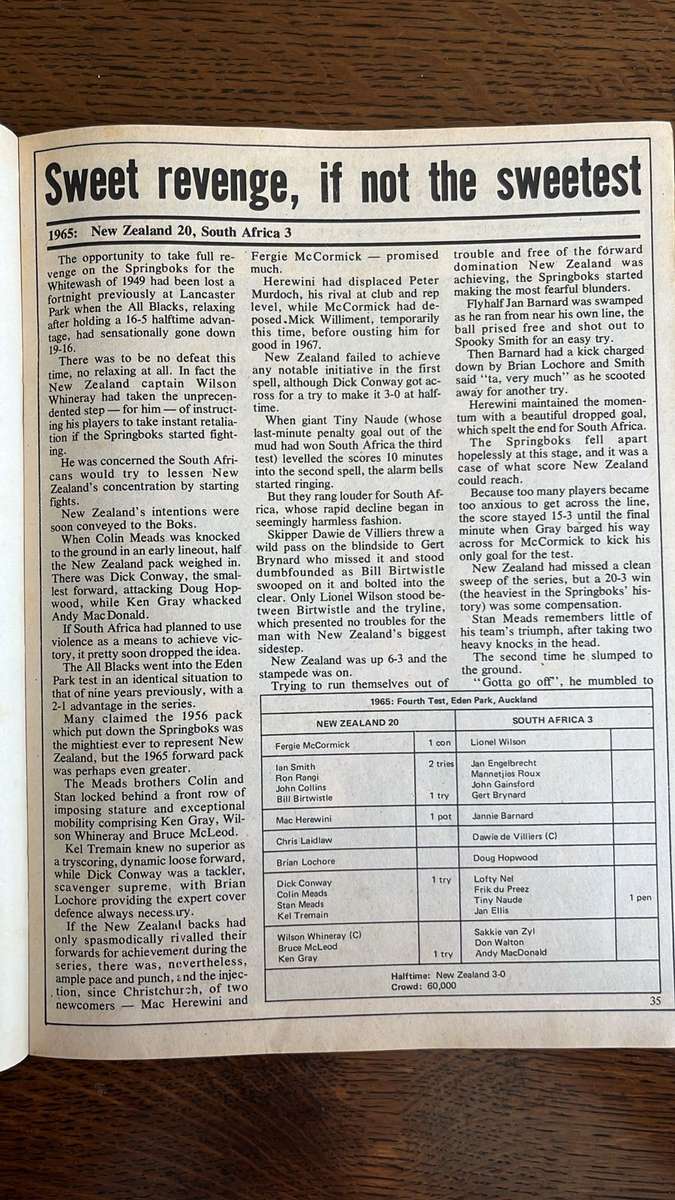 Sweet revenge, if not the sweetest
1965: New Zealand 20, South Africa 3
The opportunity to take full re-
venge on the Springboks for the
Whitewash of 1949 had been lost a
fortnight previously at Lancaster
Park when the All Blacks, relaxing
after holding a 16-5 halftime advan-
tage, had sensationally gone down
19-16.
There was to be no defeat this
time, no relaxing at all. In fact the
New Zealand captain Wilson
Whineray had taken the unprece-
dented step — for him — of instruct-
ing his players to take instant retalia-
tion if the Springboks started fight-
ing.
He was concerned the South Afri-
cans would try to lessen New
Zealand's concentration by starting
fights.
New Zealand's intentions were
soon conveyed to the Boks.
When Colin Meads was knocked
to the ground in an early lineout, half
the New Zealand pack weighed in.
There was Dick Conway, the smal-
lest forward, attacking Doug Hop-
wood, while Ken Gray whacked
Andy MacDonald.
If South Africa had planned to use
violence as a means to achieve vic-
tory, it pretty soon dropped the idea.
The All Blacks went into the Eden
Park test in an identical situation to
that of nine years previously, with a
2-1 advantage in the series.
Many claimed the 1956 pack
which put down the Springboks was
the mightiest ever to represent New
Zealand, but the 1965 forward pack
was perhaps even greater.
The Meads brothers Colin and
Stan locked behind a front row of
imposing stature and exceptional
mobility comprising Ken Gray, Wil-
son Whineray and Bruce McLeod.
Kel Tremain knew no superior as
a tryscoring, dynamic loose forward,
while Dick Conway was a tackler,
scavenger supreme, with Brian
Lochore providing the expert cover
defence always necessary.
If the New Zealand backs had
only spasmodically rivalled their
forwards for achievement during the
series, there was, nevertheless,
ample pace and punch, and the injec-
tion, since Christchurch, of two
newcomers — Mac Herewini and
Fergie McCormick — promised
much.
Herewini had displaced Peter
Murdoch, his rival at club and rep
level, while McCormick had de-
posed Mick Williment, temporarily
this time, before ousting him for
good in 1967.
New Zealand failed to achieve
any notable initiative in the first
spell, although Dick Conway got ac-
ross for a try to make it 3-0 at half-
time.
When giant Tiny Naude (whose
last-minute penalty goal out of the
mud had won South Africa the third
test) levelled the scores 10 minutes
into the second spell, the alarm bells
started ringing.
But they rang louder for South Af-
rica, whose rapid decline began in
seemingly harmless fashion.
Skipper Dawie de Villiers threw a
wild pass on the blindside to Gert
Brynard who missed it and stood
dumbfounded as Bill Birtwistle
swooped on it and bolted into the
clear. Only Lionel Wilson stood be-
tween Birtwistle and the tryline,
which presented no troubles for the
man with New Zealand's biggest
sidestep.
New Zealand was up 6-3 and the
stampede was on.
Trying to run themselves out of
trouble and free of the forward
domination New Zealand was
achieving, the Springboks started
making the most fearful blunders.
Flyhalf Jan Barnard was swamped
as he ran from near his own line, the
ball prised free and shot out to
Spooky Smith for an easy try.
Then Barnard had a kick charged
down by Brian Lochore and Smith
said "ta, very much" as he scooted
away for another try.
Herewini maintained the momen-
tum with a beautiful dropped goal,
which spelt the end for South Africa.
The Springboks fell apart
hopelessly at this stage, and it was a
case of what score New Zealand
could reach.
Because too many players became
too anxious to get across the line,
the score stayed 15-3 until the final
minute when Gray barged his way
across for McCormick to kick his
only goal for the test.
New Zealand had missed a clean
sweep of the series, but a 20-3 win
(the heaviest in the Springboks' his-
tory) was some compensation.
Stan Meads remembers little of
his team's triumph, after taking two
heavy knocks in the head.
The second time he slumped to
the ground.
"Gotta go off", he mumbled to
1965: Fourth Test, Eden Park, Auckland
NEW ZEALAND 20 SOUTH AFRICA 3
Fergie McCormick 1 con Lionel Wilson
Ian Smith 2 tries Jan Engelbrecht
Ron Rangi Mannetjies Roux
John Collins John Gainsford
Bill Birtwistle 1 try Gert Brynard
Mac Herewini 1 pot Jannie Barnard
Chris Laidlaw Dawie de Villiers (C)
Brian Lochore Doug Hopwood
Dick Conway 1 try Lofty Nel
Colin Meads Frik du Preez
Stan Meads Tiny Naude 1 pen
Kel Tremain Jan Ellis
Wilson Whineray (C) Sakkie van Zyl
Bruce McLeod Don Walton
Ken Gray 1 try Andy MacDonald
Halftime: New Zealand 3-0
Crowd: 60,000
35